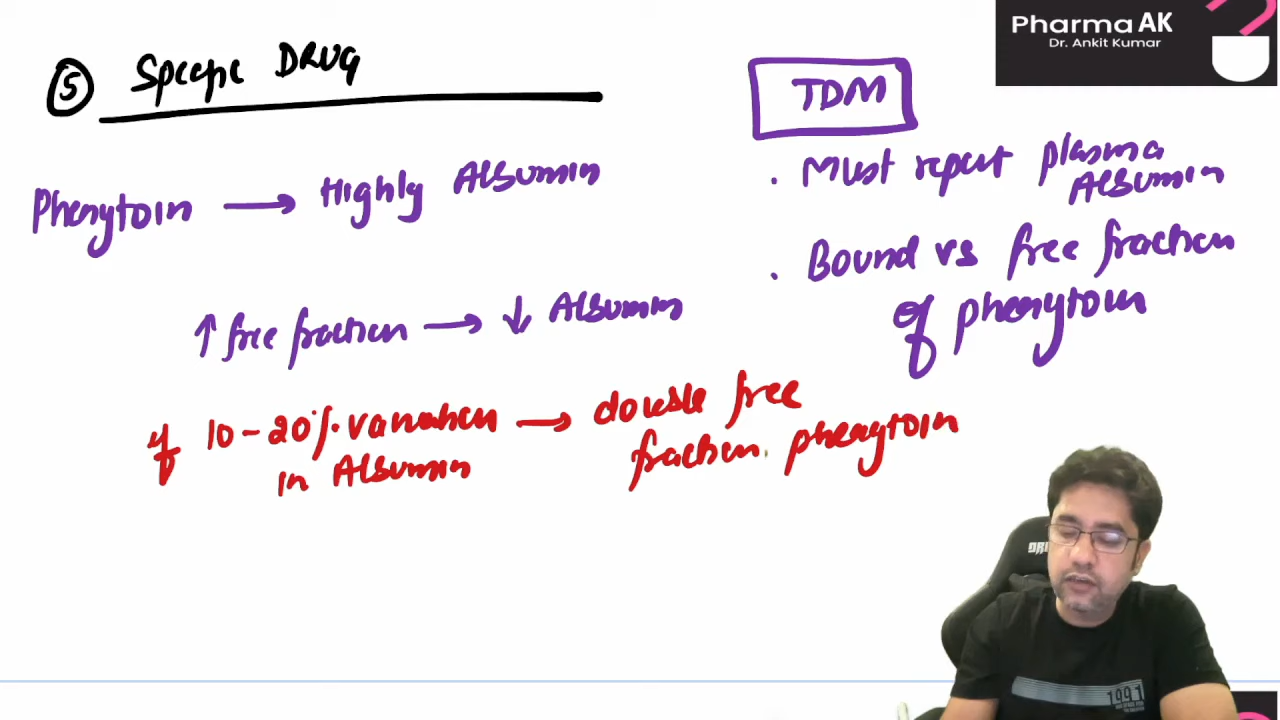 Pharma AK
Dr. Ankit Kumar
5 Specific DRUG
TDM
Phenytoin → Highly Albumin
• Must report plasma
Albumin
• Bound vs free fraction
of phenytoin
↑ free fraction → ↓ Albumin
if 10-20% variation → double free
in Albumin fraction phenytoin
1991